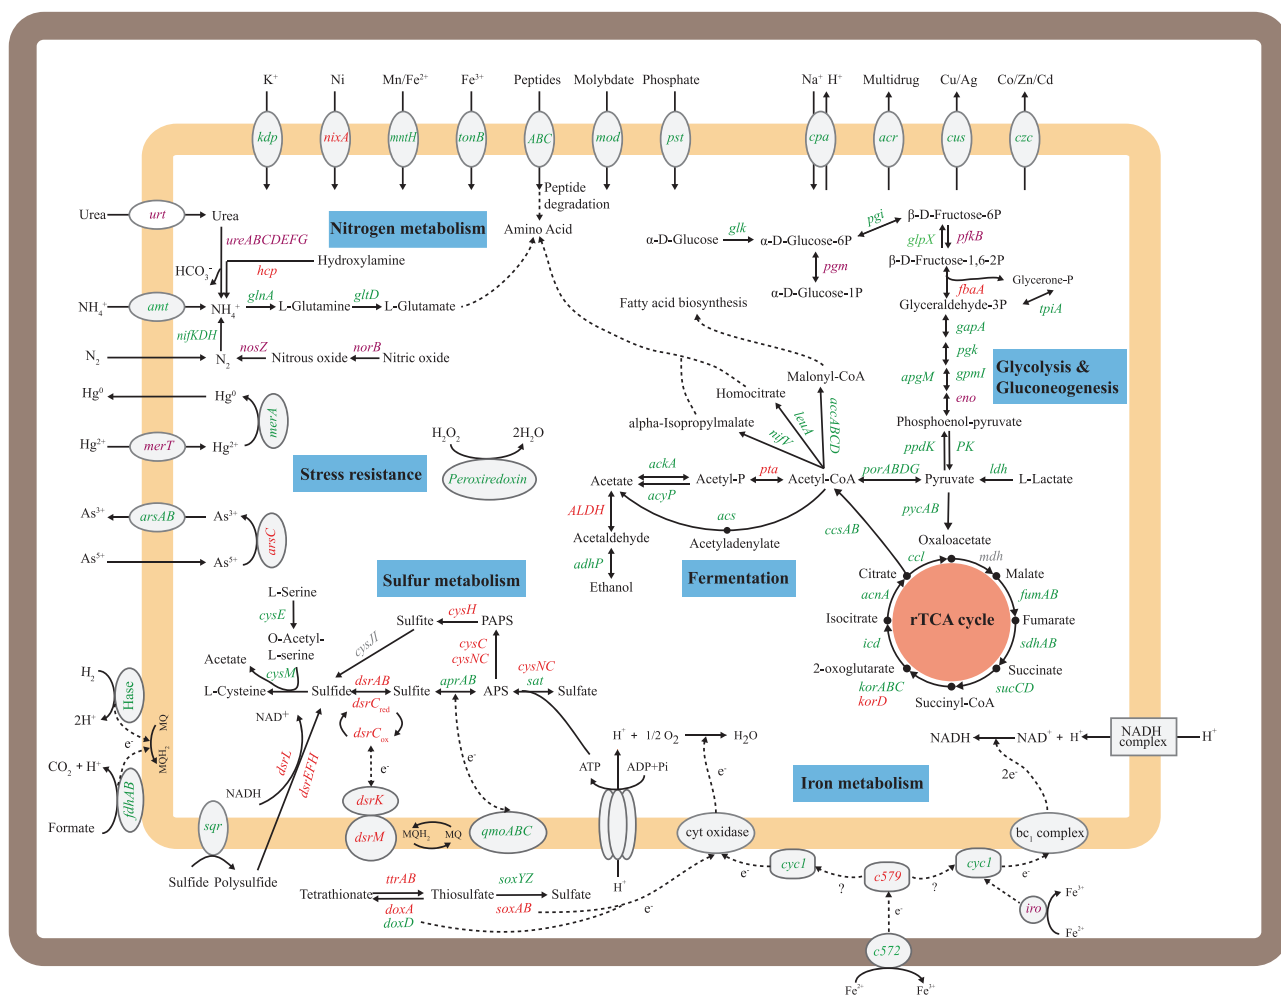 K⁺
Ni
Mn/Fe²⁺
Fe³⁺
Peptides
Molybdate
Phosphate
Na⁺ H⁺
Multidrug
Cu/Ag
Co/Zn/Cd
kdp
nixA
mntH
tonB
ABC
mod
pst
cpa
acr
cus
czc
Peptide
degradation
Amino Acid
Urea
urt
Urea
Nitrogen metabolism
ureABCDEFG
HCO₃⁻
hcp
Hydroxylamine
NH₄⁺
amt
NH₄⁺
glnA
L-Glutamine
gltD
L-Glutamate
nifKDH
N₂
N₂
nosZ
Nitrous oxide
norB
Nitric oxide
α-D-Glucose
glk
α-D-Glucose-6P
pgi
β-D-Fructose-6P
glpX
pfkB
pgm
β-D-Fructose-1,6-2P
α-D-Glucose-1P
fbaA
Glycerone-P
Glyceraldehyde-3P
tpiA
gapA
pgk
apgM
gpmI
eno
Glycolysis &
Gluconeogenesis
Phosphoenol-pyruvate
ppdK
PK
Fatty acid biosynthesis
Malonyl-CoA
Homocitrate
alpha-Isopropylmalate
nifV
leuA
accABCD
Hg⁰
Hg⁰
merA
Hg²⁺
merT
Hg²⁺
Stress resistance
H₂O₂
2H₂O
Peroxiredoxin
As³⁺
arsAB
As³⁺
arsC
As⁵⁺
As⁵⁺
Acetate
ackA
acyP
Acetyl-P
pta
Acetyl-CoA
porABDG
Pyruvate
ldh
L-Lactate
ALDH
acs
Acetyladenylate
Acetaldehyde
adhP
Ethanol
Fermentation
ccsAB
pycAB
Oxaloacetate
ccl
mdh
Citrate
Malate
acnA
fumAB
Isocitrate
rTCA cycle
Fumarate
icd
sdhAB
2-oxoglutarate
Succinate
korABC
korD
sucCD
Succinyl-CoA
Sulfur metabolism
L-Serine
cysE
O-Acetyl-
L-serine
Acetate
cysM
L-Cysteine
Sulfide
Sulfite
cysH
PAPS
cysJI
cysC
cysNC
dsrAB
Sulfite
aprAB
APS
cysNC
sat
Sulfate
dsrC red
dsrC ox
NAD⁺
dsrL
dsrEFH
NADH
H₂
Hase
2H⁺
MQ
e⁻
MQH₂
CO₂ + H⁺
fdhAB
Formate
sqr
Sulfide
Polysulfide
e⁻
dsrK
dsrM
MQH₂
MQ
e⁻
qmoABC
ATP
ADP+Pi
H⁺
H⁺ + 1/2 O₂
H₂O
e⁻
cyt oxidase
Iron metabolism
NADH
NAD⁺ + H⁺
NADH
complex
H⁺
2e⁻
bc₁ complex
Tetrathionate
ttrAB
doxA
doxD
Thiosulfate
soxYZ
soxAB
Sulfate
e⁻
e⁻
cyc1
?
c579
?
cyc1
e⁻
iro
Fe³⁺
Fe²⁺
e⁻
c572
Fe²⁺
Fe³⁺